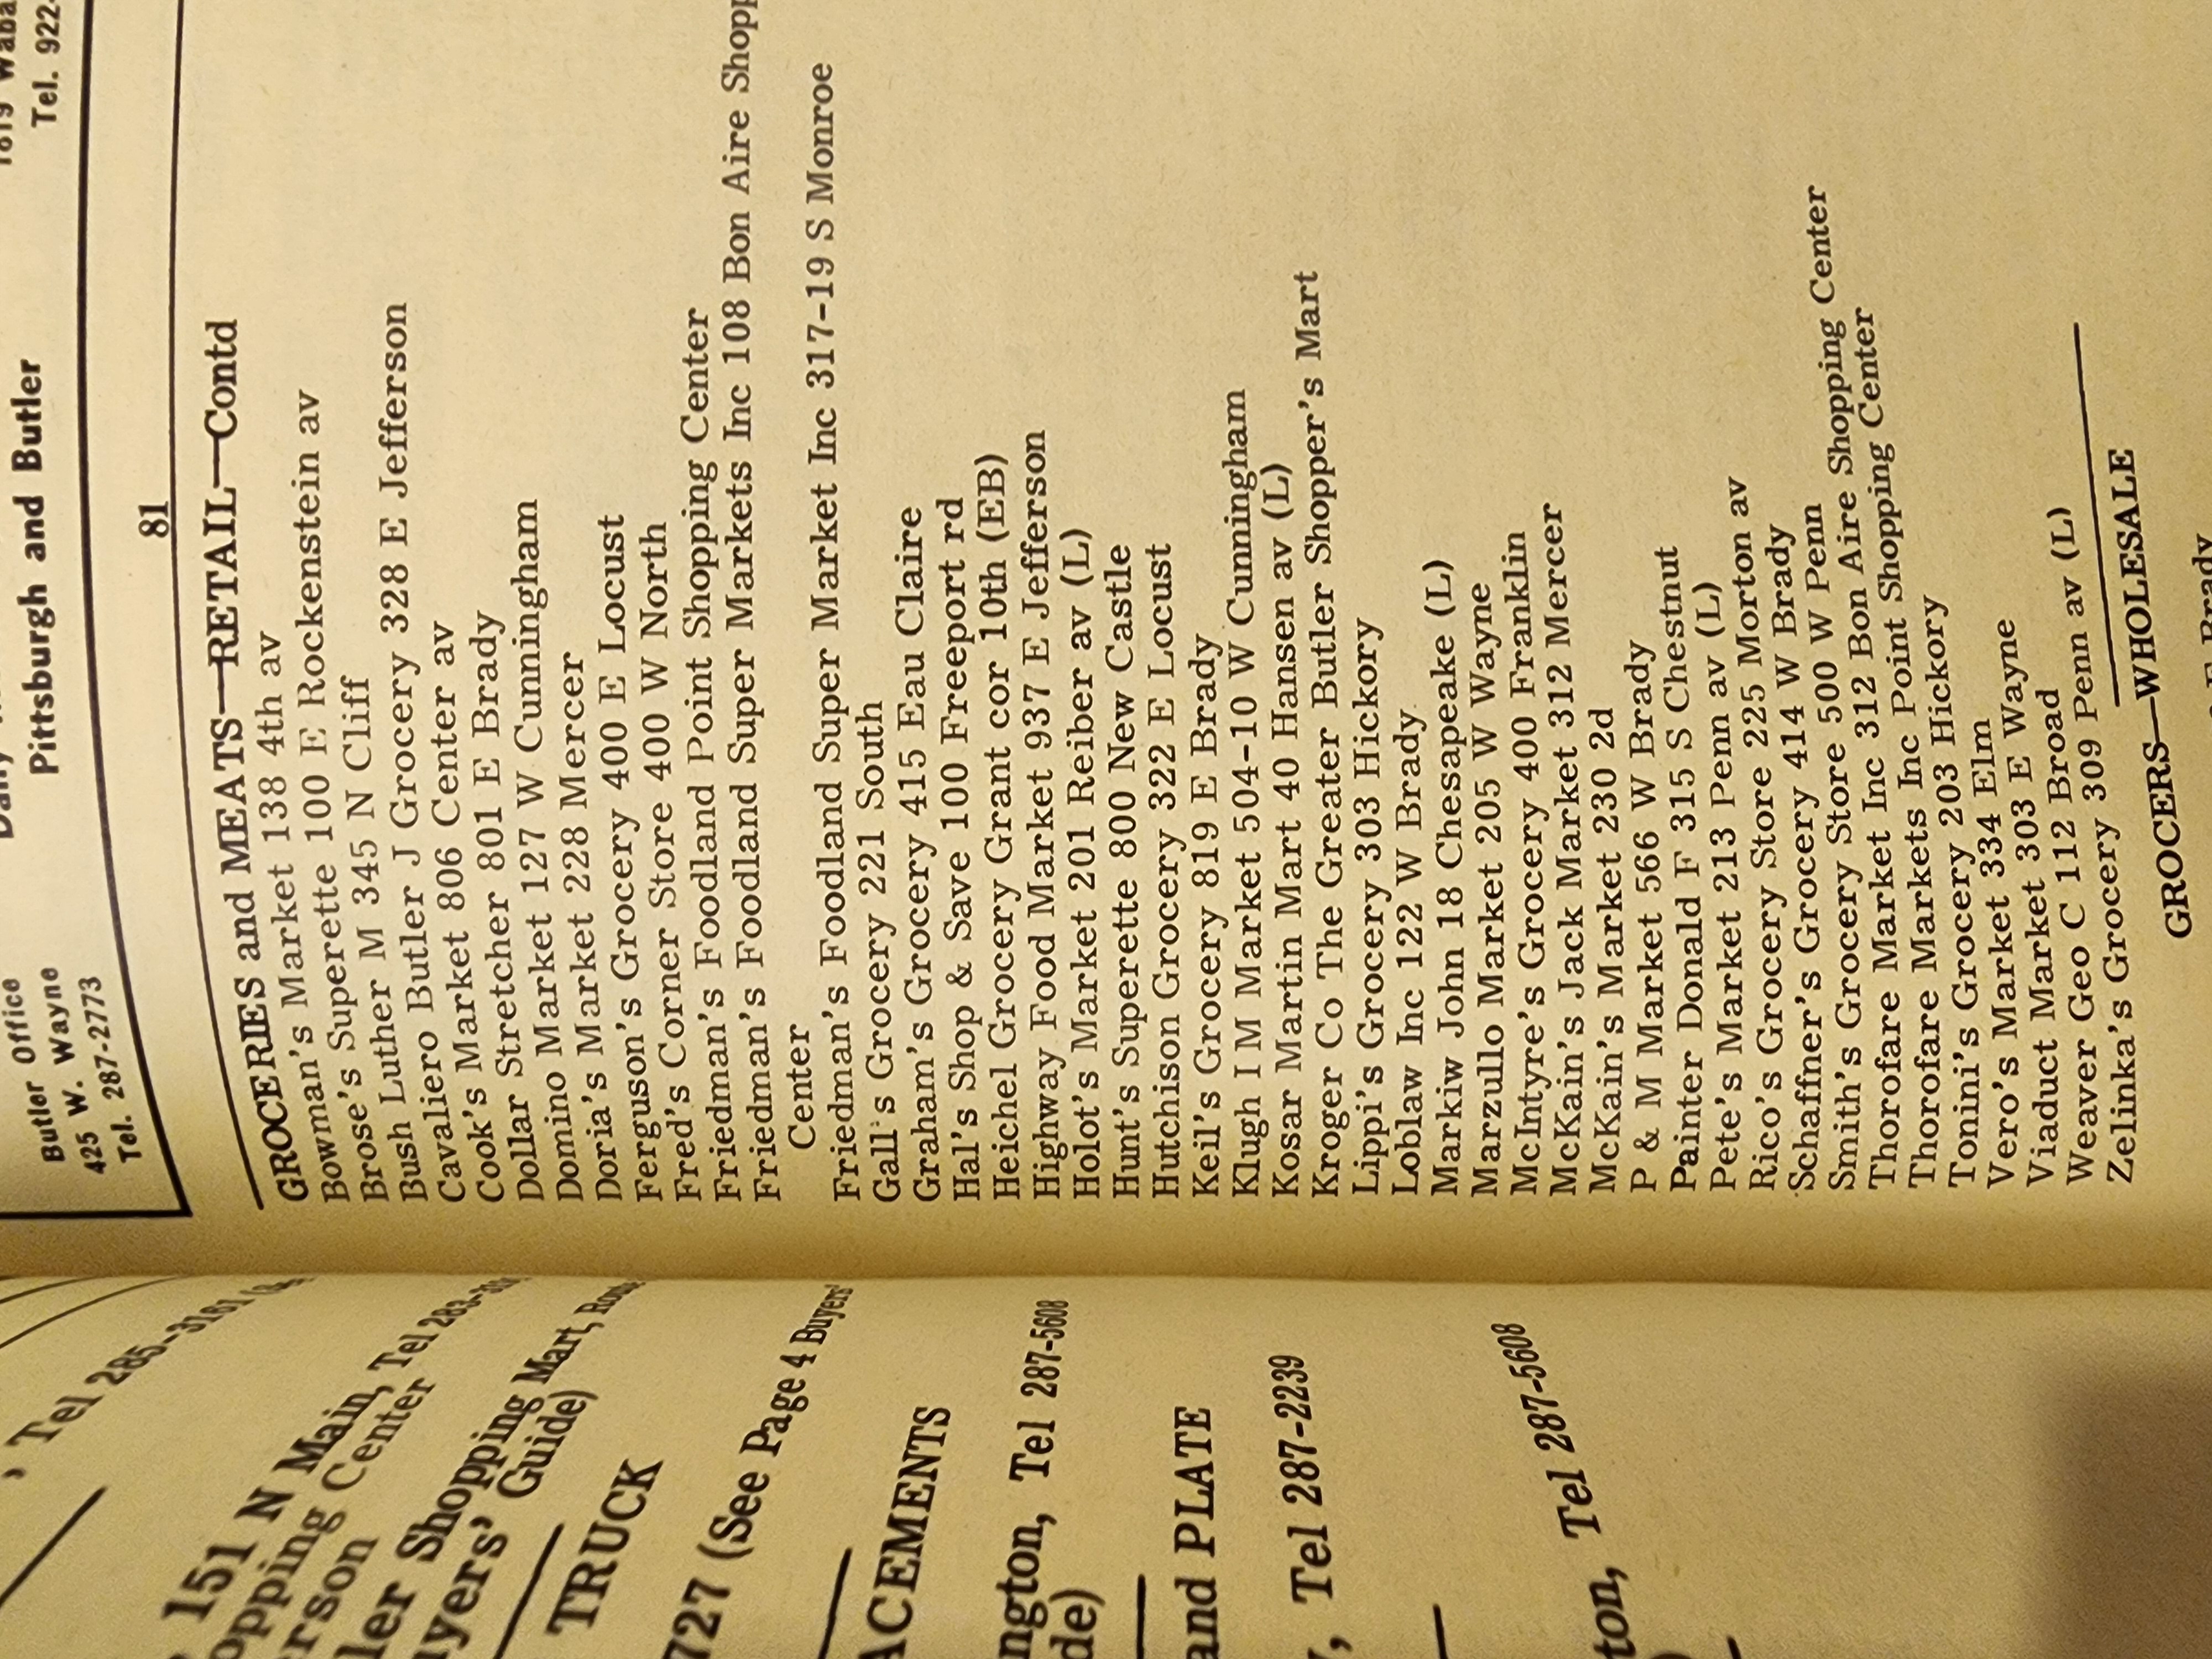 Pittsburgh and Butler
Tel. 922-
Butler Office
425 W. Wayne
Tel. 287-2773
81
GROCERIES and MEATS—RETAIL—Contd
Bowman's Market 138 4th av
Brose's Superette 100 E Rockenstein av
Bush Luther M 345 N Cliff
Cavaliero Butler J Grocery 328 E Jefferson
Cook's Market 806 Center av
Dollar Stretcher 801 E Brady
Domino Market 127 W Cunningham
Doria's Market 228 Mercer
Ferguson's Grocery 400 E Locust
Fred's Corner Store 400 W North
Friedman's Foodland Point Shopping Center
Friedman's Foodland Super Markets Inc 108 Bon Aire Shopp
Center
Friedman's Foodland Super Market Inc 317-19 S Monroe
Gall's Grocery 221 South
Graham's Grocery 415 Eau Claire
Hal's Shop & Save 100 Freeport rd
Heichel Grocery Grant cor 10th (EB)
Highway Food Market 937 E Jefferson
Holot's Market 201 Reiber av (L)
Hunt's Superette 800 New Castle
Hutchison Grocery 322 E Locust
Keil's Grocery 819 E Brady
Klugh I M Market 504-10 W Cunningham
Kosar Martin Mart 40 Hansen av (L)
Kroger Co The Greater Butler Shopper's Mart
Lippi's Grocery 303 Hickory
Loblaw Inc 122 W Brady
Markiw John 18 Chesapeake (L)
Marzullo Market 205 W Wayne
McIntyre's Grocery 400 Franklin
McKain's Jack Market 312 Mercer
McKain's Market 230 2d
P & M Market 566 W Brady
Painter Donald F 315 S Chestnut
Pete's Market 213 Penn av (L)
Rico's Grocery Store 225 Morton av
Schaffner's Grocery 414 W Brady
Smith's Grocery Store 500 W Penn
Thorofare Market Inc 312 Bon Aire Shopping Center
Thorofare Markets Inc Point Shopping Center
Tonini's Grocery 203 Hickory
Vero's Market 334 Elm
Viaduct Market 303 E Wayne
Weaver Geo C 112 Broad
Zelinka's Grocery 309 Penn av (L)
GROCERS—WHOLESALE
E Brady
, Tel 285-3161
151 N Main, Tel 283-
opping Center
erson
ler Shopping Mart,
yers' Guide)
TRUCK
727 (See Page 4 Buyers'
ACEMENTS
ngton, Tel 287-5608
de)
and PLATE
, Tel 287-2239
ton, Tel 287-5608